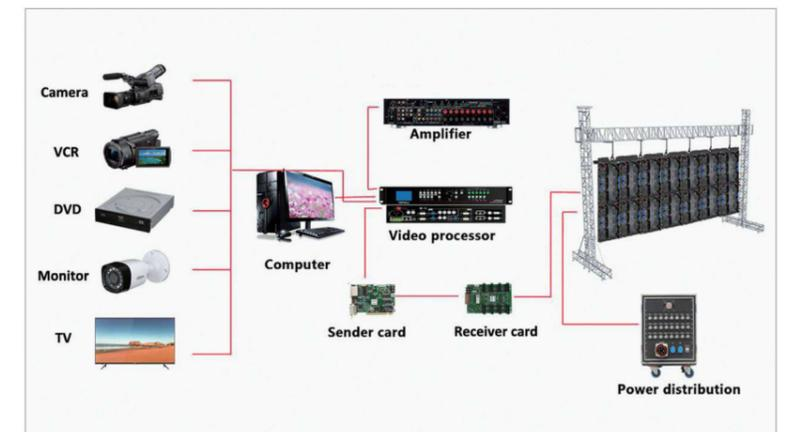 Camera
VCR
DVD
Monitor
TV
Computer
Amplifier
Video processor
Sender card
Receiver card
Power distribution